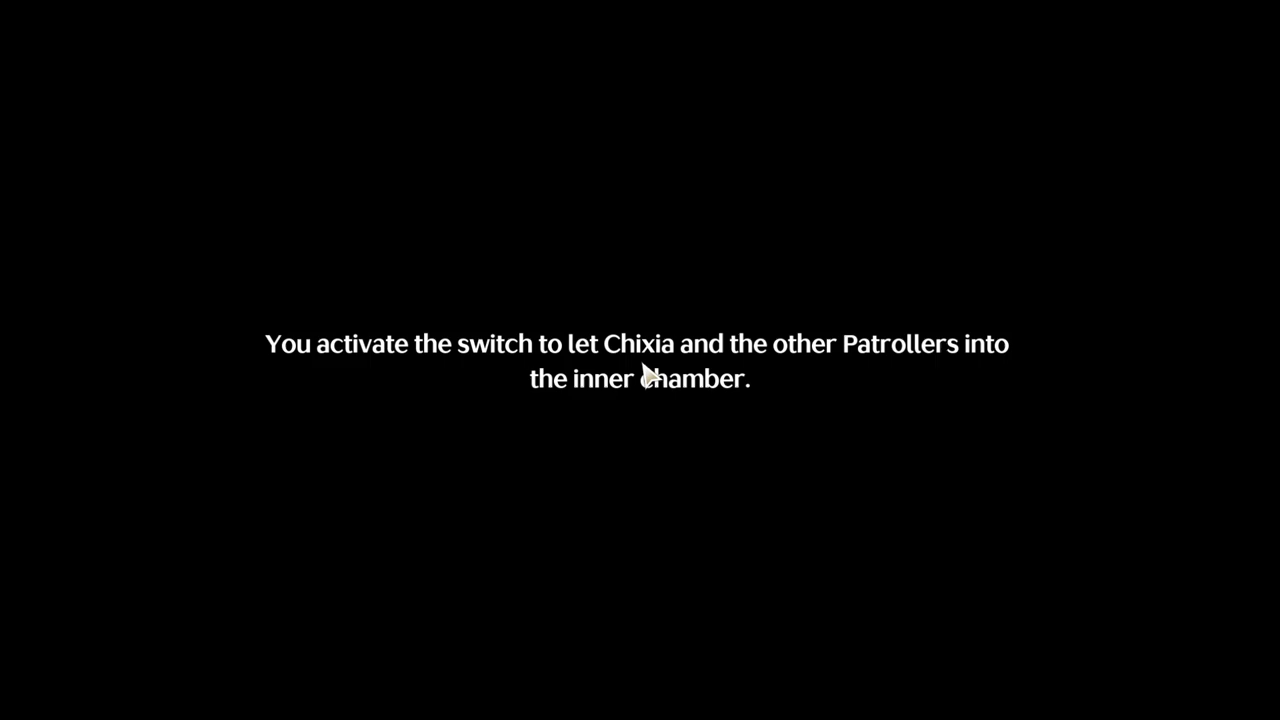 You activate the switch to let Chixia and the other Patrollers into
the inner chamber.